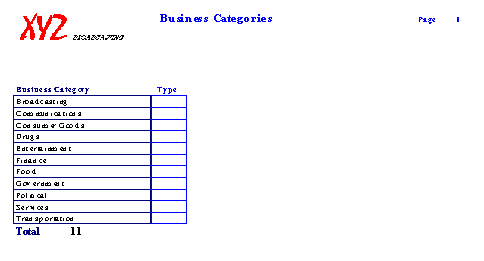 XYZ BROADCASTING
Business Categories
Page 1
Business Category Type
Broadcasting
Communications
Consumer Goods
Drugs
Entertainment
Finance
Food
Government
Political
Services
Transportation
Total 11